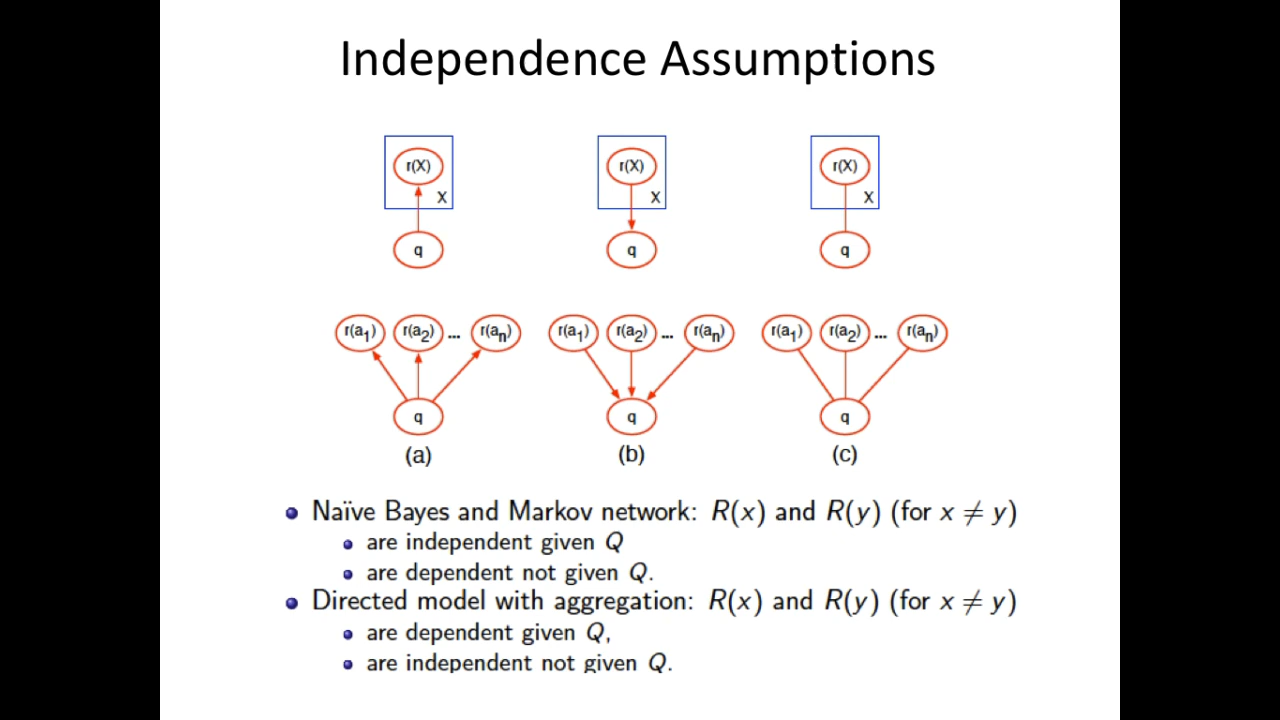 Independence Assumptions
r(X) r(X) r(X)
X X X
q q q
r(a1) r(a2) ... r(an) r(a1) r(a2) ... r(an) r(a1) r(a2) ... r(an)
q q q
(a) (b) (c)
Naïve Bayes and Markov network: R(x) and R(y) (for x ≠ y)
are independent given Q
are dependent not given Q.
Directed model with aggregation: R(x) and R(y) (for x ≠ y)
are dependent given Q,
are independent not given Q.